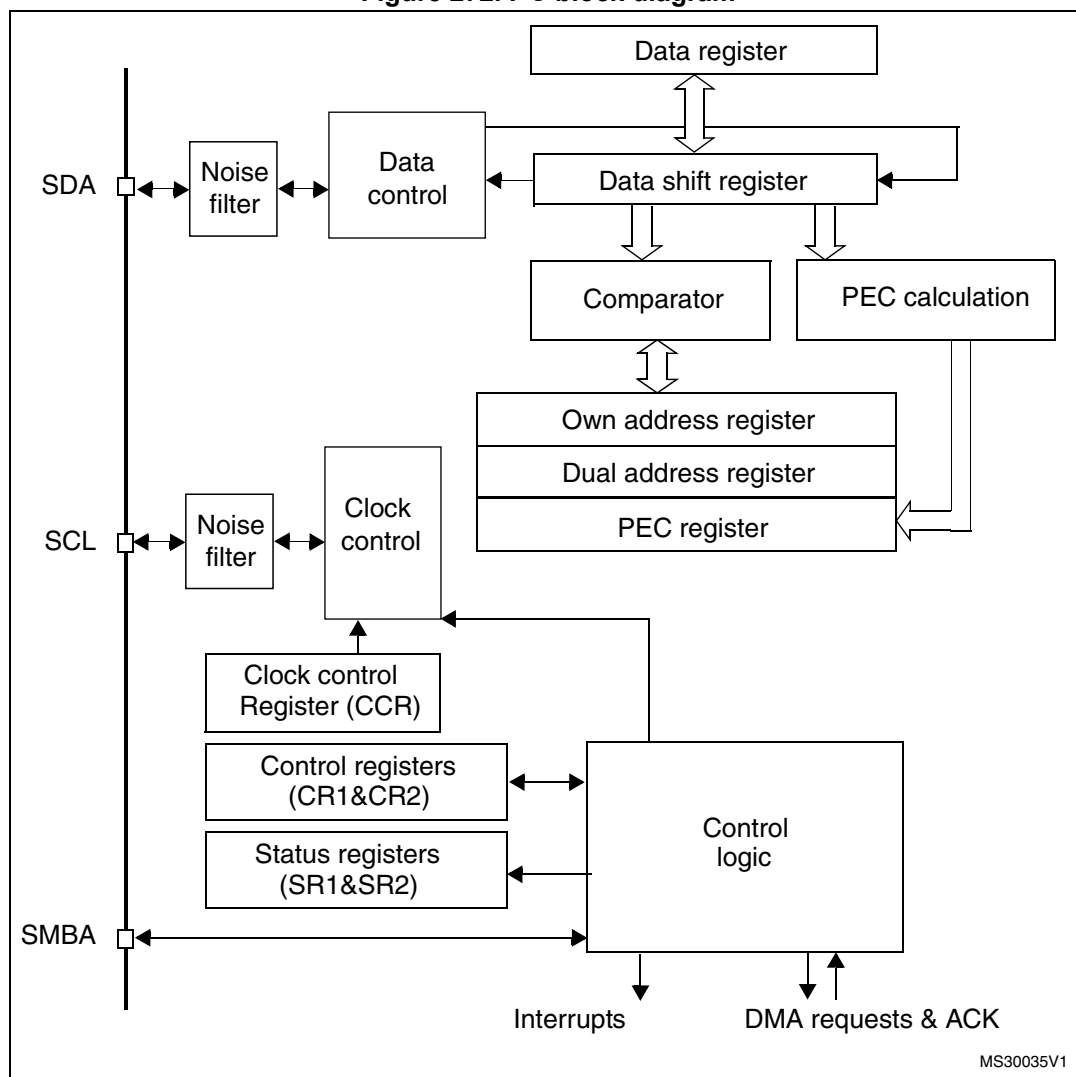 Data register
Data
control
Noise
filter
SDA
Data shift register
Comparator
PEC calculation
Own address register
Dual address register
PEC register
Clock
control
Noise
filter
SCL
Clock control
Register (CCR)
Control registers
(CR1&CR2)
Status registers
(SR1&SR2)
Control
logic
SMBA
Interrupts
DMA requests & ACK
MS30035V1